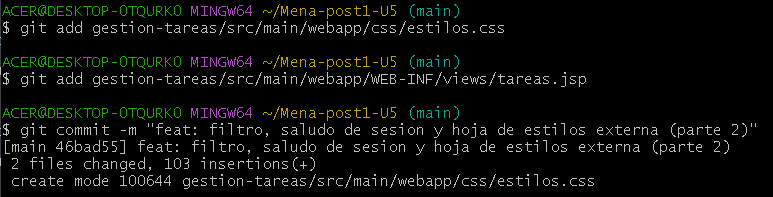 ACER@DESKTOP-OTQURKO MINGW64 ~/Mena-post1-U5 (main)
$ git add gestion-tareas/src/main/webapp/css/estilos.css
ACER@DESKTOP-OTQURKO MINGW64 ~/Mena-post1-U5 (main)
$ git add gestion-tareas/src/main/webapp/WEB-INF/views/tareas.jsp
ACER@DESKTOP-OTQURKO MINGW64 ~/Mena-post1-U5 (main)
$ git commit -m "feat: filtro, saludo de sesion y hoja de estilos externa (parte 2)"
[main 46bad55] feat: filtro, saludo de sesion y hoja de estilos externa (parte 2)
 2 files changed, 103 insertions(+)
 create mode 100644 gestion-tareas/src/main/webapp/css/estilos.css